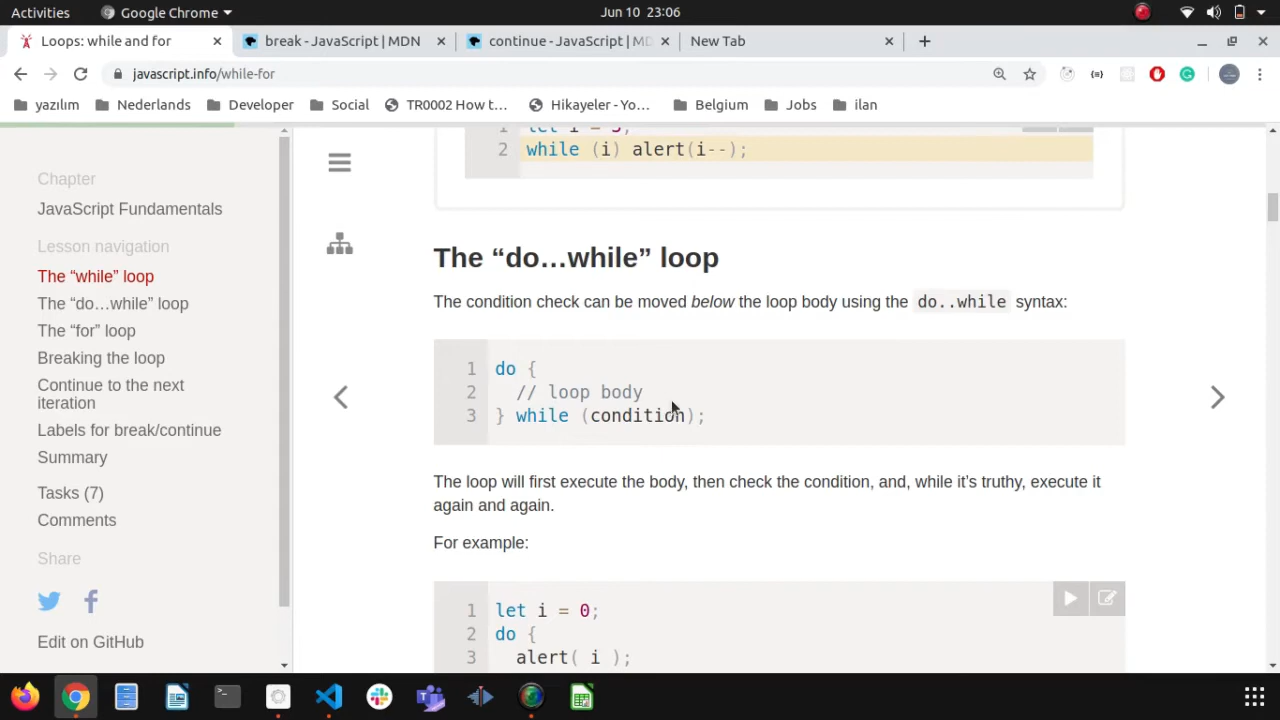 Activities
Google Chrome
Jun 10 23:06
Loops: while and for
break - JavaScript | MDN
continue - JavaScript | MD
New Tab
javascript.info/while-for
yazılım
Nederlands
Developer
Social
TR0002 How t...
Hikayeler - Yo...
Belgium
Jobs
ilan
Chapter
JavaScript Fundamentals
Lesson navigation
The “while” loop
The “do…while” loop
The “for” loop
Breaking the loop
Continue to the next
iteration
Labels for break/continue
Summary
Tasks (7)
Comments
Share
Edit on GitHub
1 let i = 3;
2 while (i) alert(i--);
The “do…while” loop
The condition check can be moved below the loop body using the do..while syntax:
1 do {
2 // loop body
3 } while (condition);
The loop will first execute the body, then check the condition, and, while it’s truthy, execute it
again and again.
For example:
1 let i = 0;
2 do {
3 alert( i );